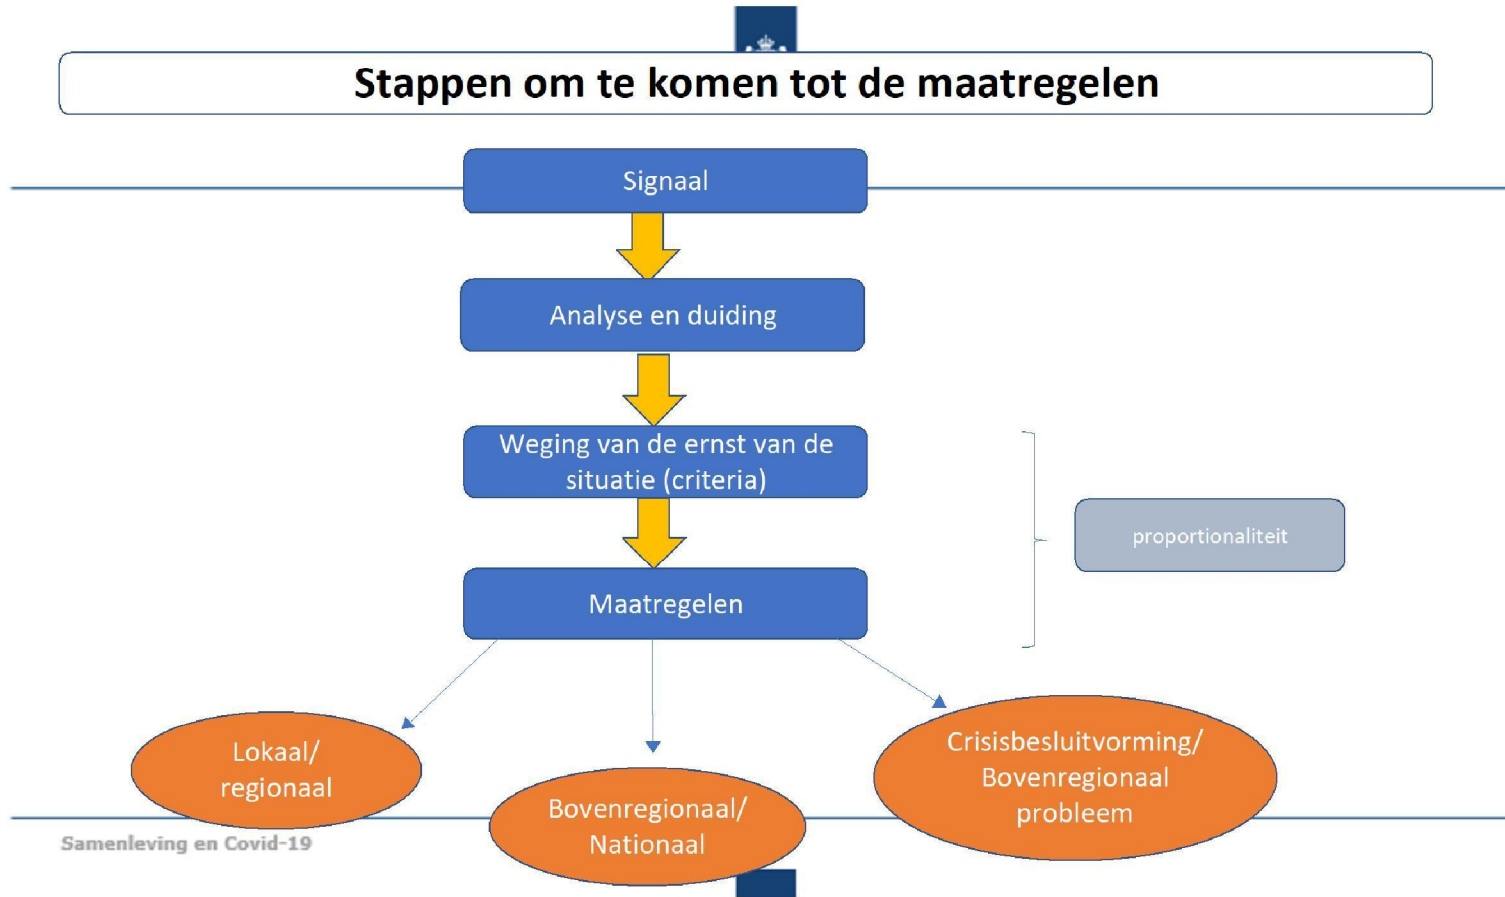 Stappen om te komen tot de maatregelen
Signaal
Analyse en duiding
Weging van de ernst van de
situatie (criteria)
proportionaliteit
Maatregelen
Lokaal/
regionaal
Bovenregionaal/
Nationaal
Crisisbesluitvorming/
Bovenregionaal
probleem
Samenleving en Covid-19